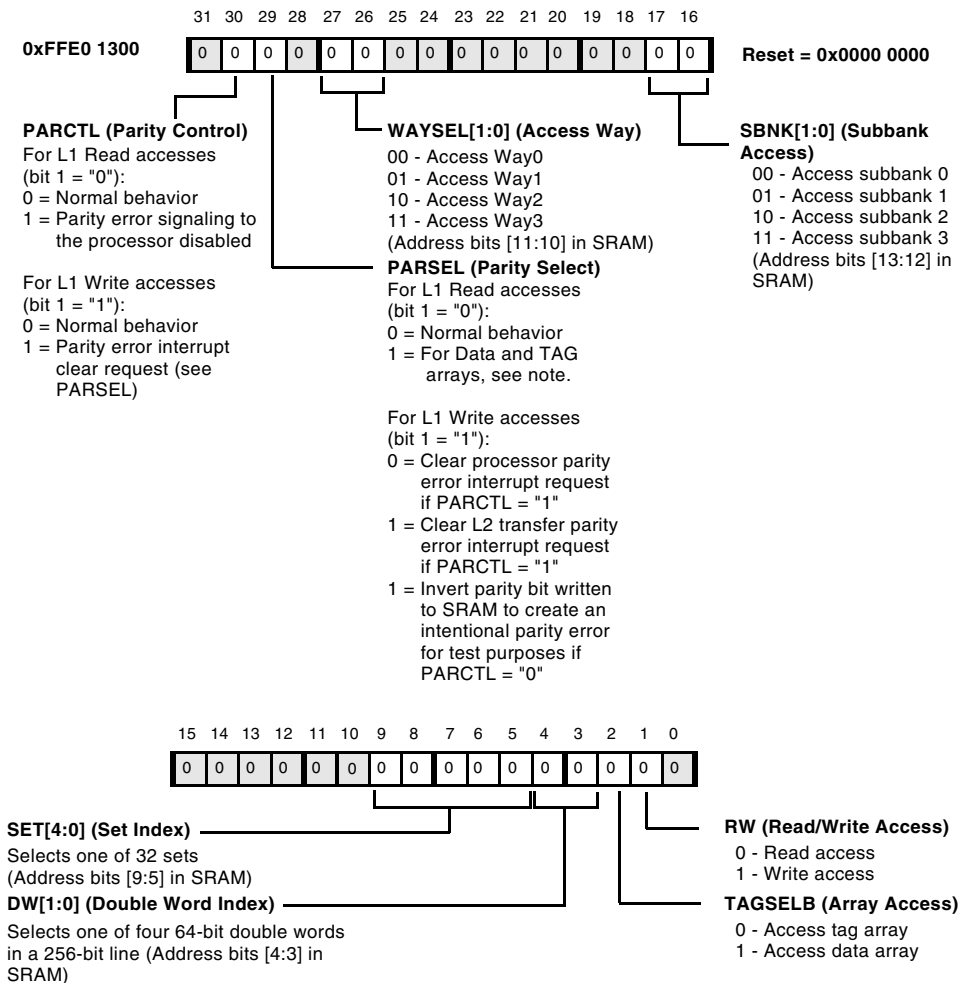 31 30 29 28 27 26 25 24 23 22 21 20 19 18 17 16
0xFFE0 1300
0 0 0 0 0 0 0 0 0 0 0 0 0 0 0 0
Reset = 0x0000 0000
PARCTL (Parity Control)
For L1 Read accesses
(bit 1 = "0"):
0 = Normal behavior
1 = Parity error signaling to
the processor disabled
For L1 Write accesses
(bit 1 = "1"):
0 = Normal behavior
1 = Parity error interrupt
clear request (see
PARSEL)
WAYSEL[1:0] (Access Way)
00 - Access Way0
01 - Access Way1
10 - Access Way2
11 - Access Way3
(Address bits [11:10] in SRAM)
PARSEL (Parity Select)
For L1 Read accesses
(bit 1 = "0"):
0 = Normal behavior
1 = For Data and TAG
arrays, see note.
For L1 Write accesses
(bit 1 = "1"):
0 = Clear processor parity
error interrupt request
if PARCTL = "1"
1 = Clear L2 transfer parity
error interrupt request
if PARCTL = "1"
1 = Invert parity bit written
to SRAM to create an
intentional parity error
for test purposes if
PARCTL = "0"
SBNK[1:0] (Subbank
Access)
00 - Access subbank 0
01 - Access subbank 1
10 - Access subbank 2
11 - Access subbank 3
(Address bits [13:12] in
SRAM)
15 14 13 12 11 10 9 8 7 6 5 4 3 2 1 0
0 0 0 0 0 0 0 0 0 0 0 0 0 0 0 0
SET[4:0] (Set Index)
Selects one of 32 sets
(Address bits [9:5] in SRAM)
DW[1:0] (Double Word Index)
Selects one of four 64-bit double words
in a 256-bit line (Address bits [4:3] in
SRAM)
RW (Read/Write Access)
0 - Read access
1 - Write access
TAGSELB (Array Access)
0 - Access tag array
1 - Access data array